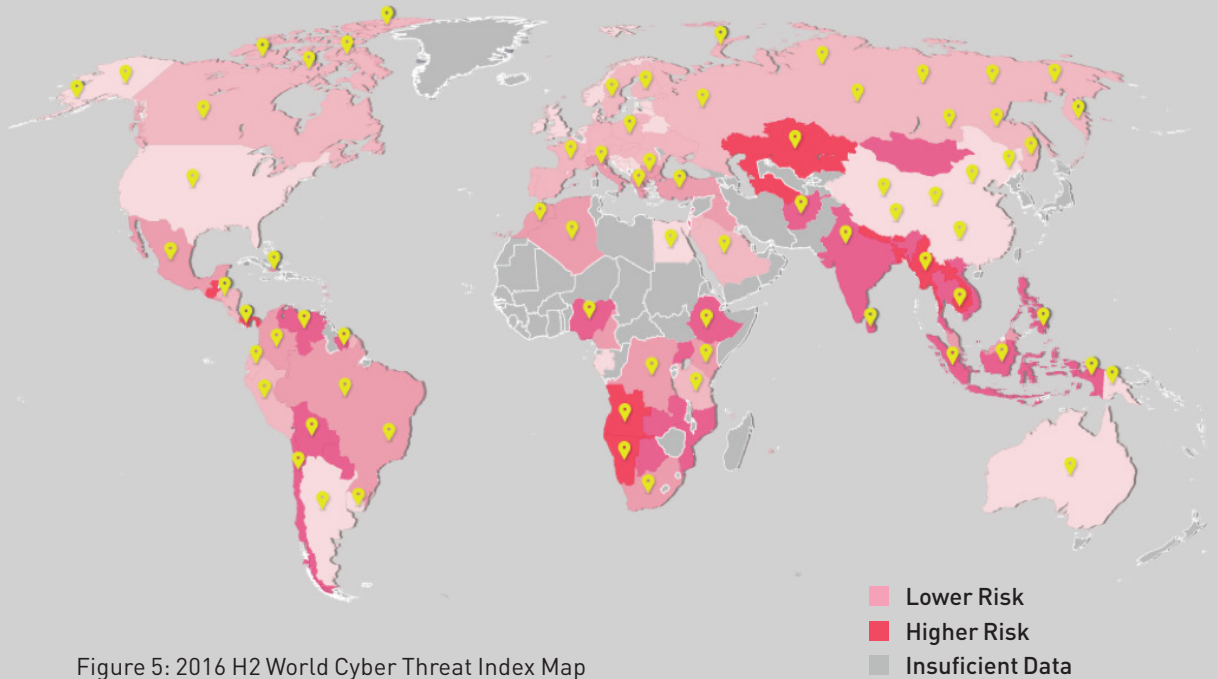 Lower Risk
Higher Risk
Insuficient Data
Figure 5: 2016 H2 World Cyber Threat Index Map